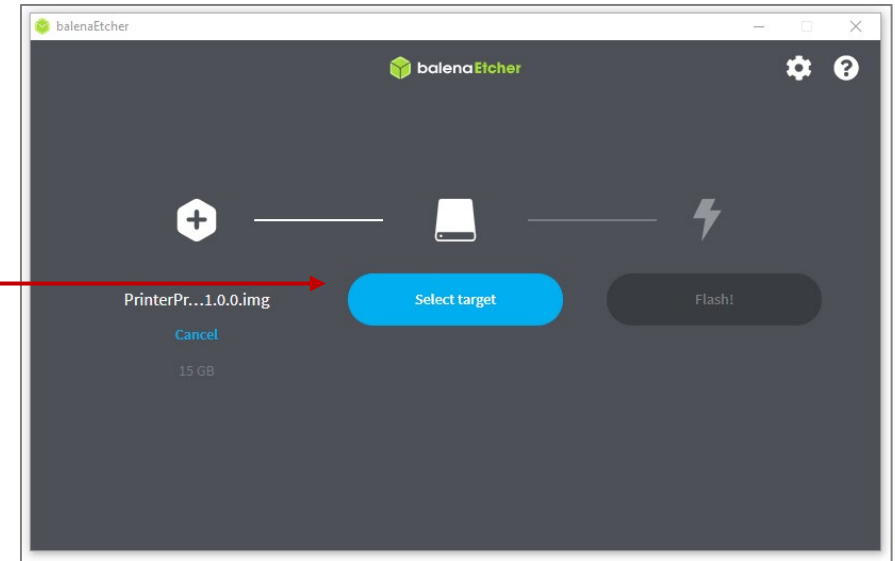 balenaEtcher
balenaEtcher
PrinterPr...1.0.0.img
Select target
Flash!
Cancel
15 GB